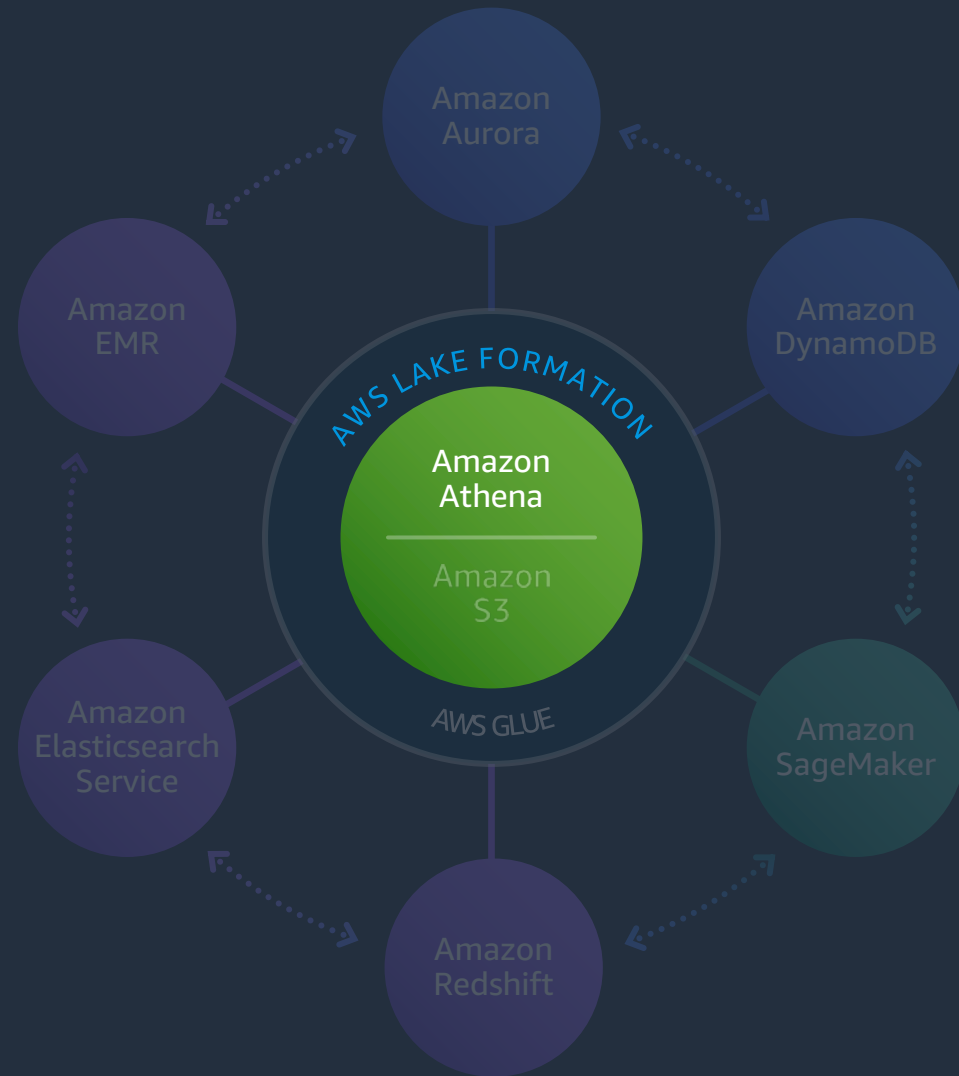 Amazon
Aurora
Amazon
EMR
Amazon
DynamoDB
AWS LAKE FORMATION
Amazon
Athena
Amazon
S3
AWS GLUE
Amazon
Elasticsearch
Service
Amazon
SageMaker
Amazon
Redshift